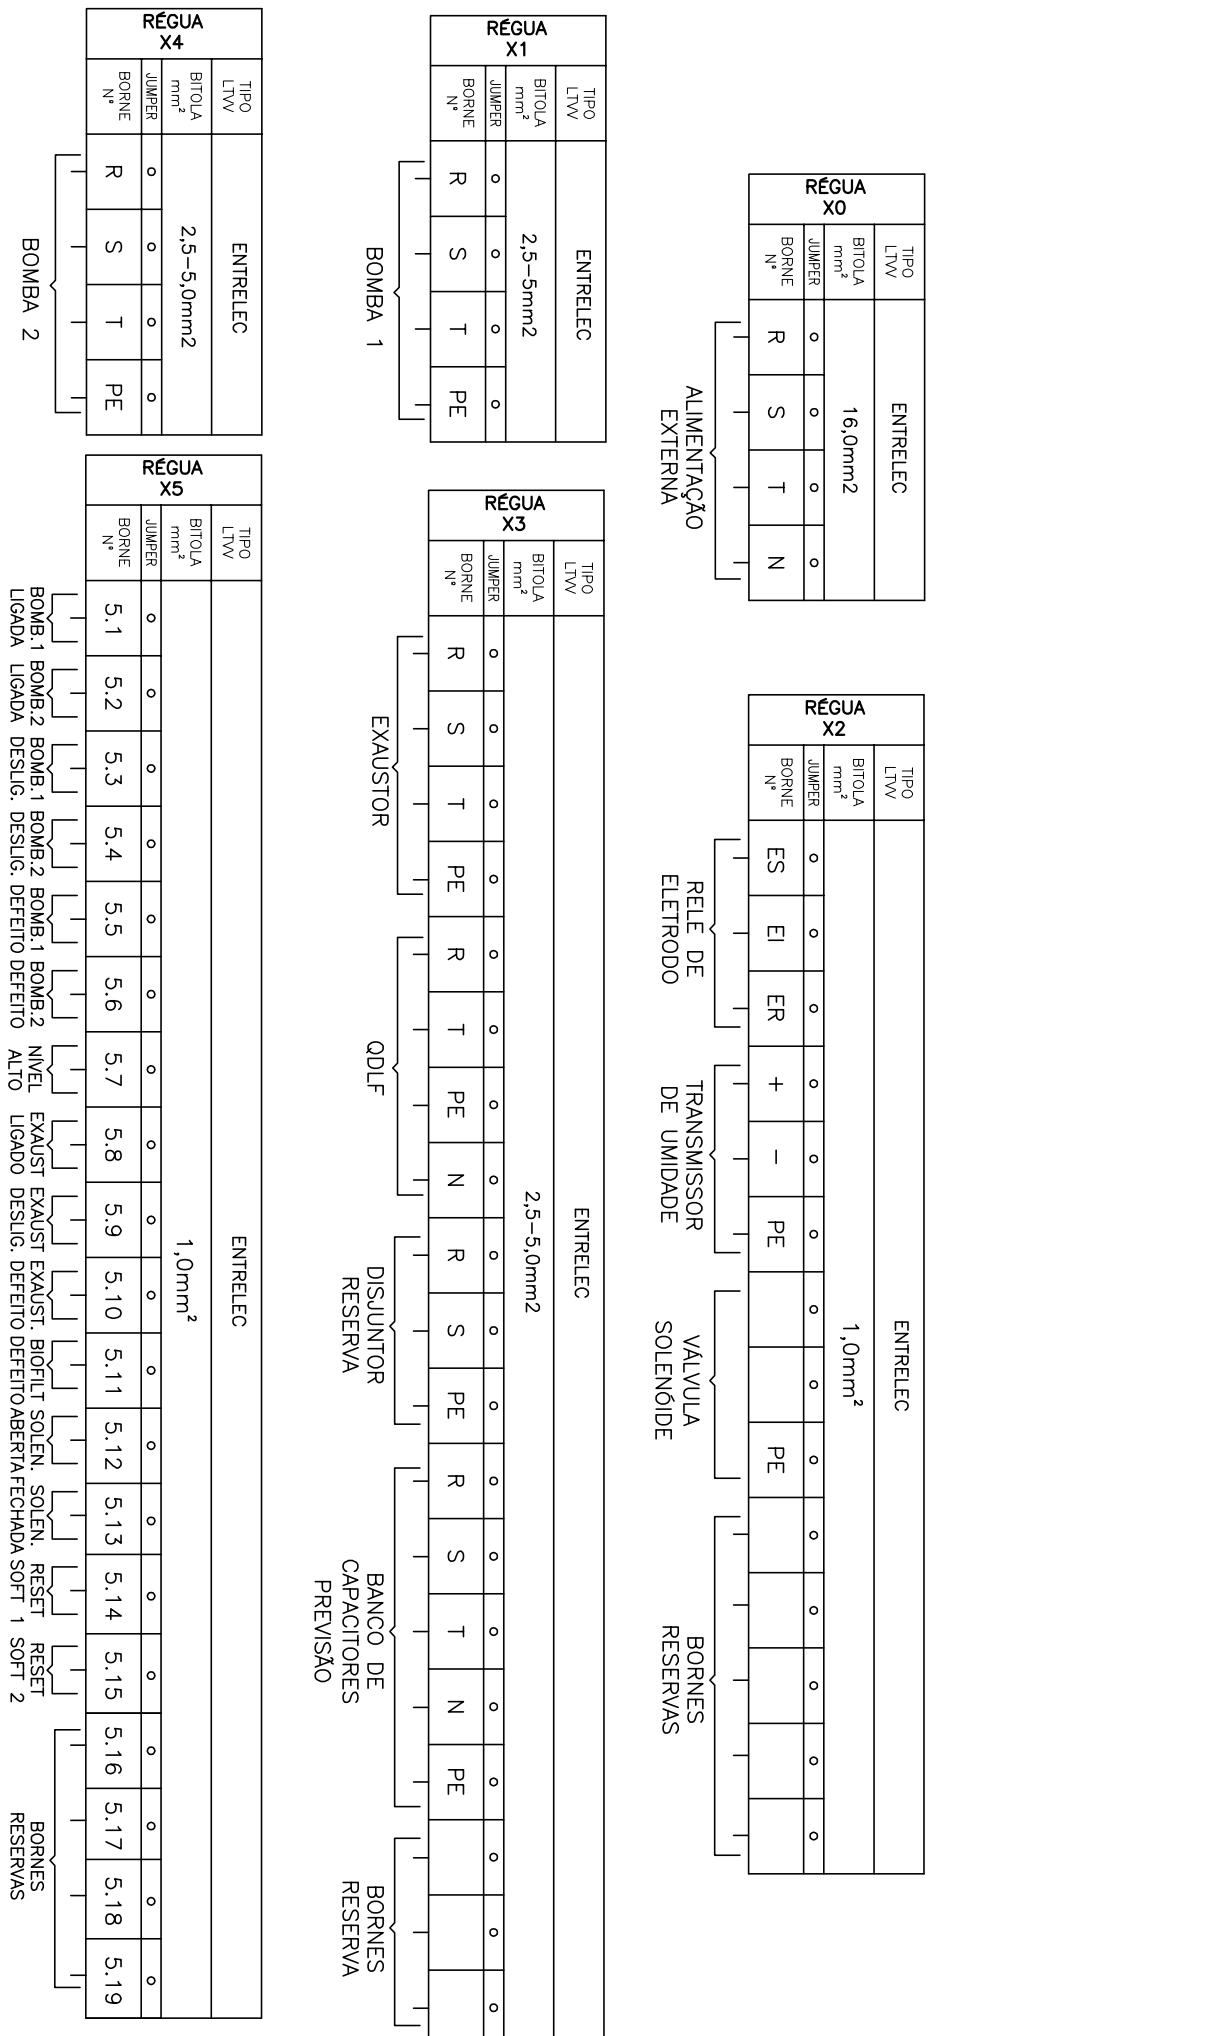 RÉGUA
X0
TIPO
LTVV
ENTRELEC
BITOLA
mm²
16,0mm2
JUMPER
BORNE
N°
R S T N
ALIMENTAÇÃO
EXTERNA
RÉGUA
X2
TIPO
LTVV
ENTRELEC
BITOLA
mm²
1,0mm²
JUMPER
BORNE
N°
ES EI ER + − PE PE
RELE DE
ELETRODO
TRANSMISSOR
DE UMIDADE
VÁLVULA
SOLENÓIDE
BORNES
RESERVAS
RÉGUA
X1
TIPO
LTVV
ENTRELEC
BITOLA
mm²
2,5−5mm2
JUMPER
BORNE
N°
R S T PE
BOMBA 1
RÉGUA
X3
TIPO
LTVV
ENTRELEC
BITOLA
mm²
2,5−5,0mm2
JUMPER
BORNE
N°
R S T PE R T PE N R S PE R S T N PE
EXAUSTOR
QDLF
DISJUNTOR
RESERVA
BANCO DE
CAPACITORES
PREVISÃO
BORNES
RESERVA
RÉGUA
X4
TIPO
LTVV
ENTRELEC
BITOLA
mm²
2,5−5,0mm2
JUMPER
BORNE
N°
R S T PE
BOMBA 2
RÉGUA
X5
TIPO
LTVV
ENTRELEC
BITOLA
mm²
1,0mm²
JUMPER
BORNE
N°
5.1 5.2 5.3 5.4 5.5 5.6 5.7 5.8 5.9 5.10 5.11 5.12 5.13 5.14 5.15 5.16 5.17 5.18 5.19
BOMB.1
LIGADA
BOMB.2
LIGADA
BOMB.1
DESLIG.
BOMB.2
DESLIG.
BOMB.1
DEFEITO
BOMB.2
DEFEITO
NÍVEL
ALTO
EXAUST
LIGADO
EXAUST
DESLIG.
EXAUST.
DEFEITO
BIOFILT
DEFEITO
SOLEN.
ABERTA
SOLEN.
FECHADA
RESET
SOFT 1
RESET
SOFT 2
BORNES
RESERVAS